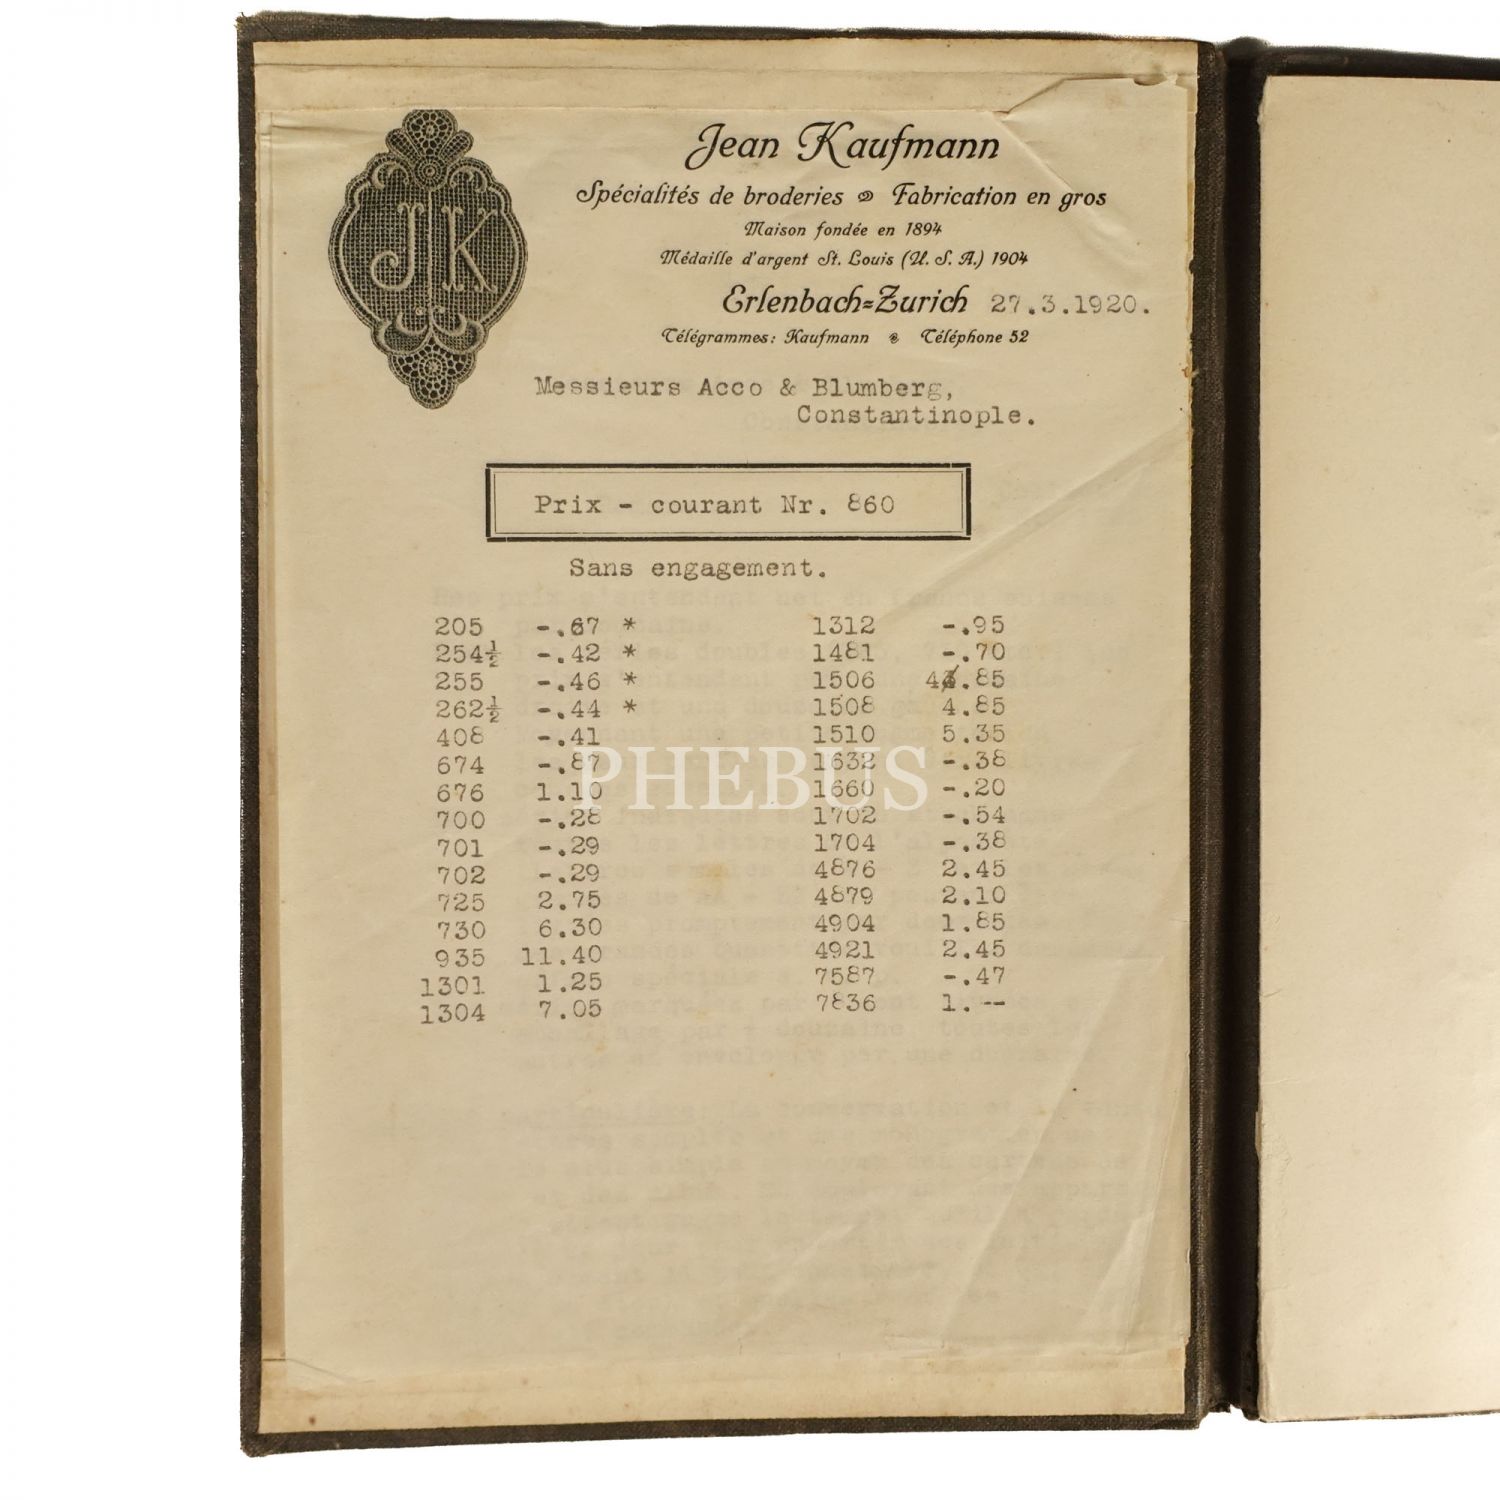 JK
Jean Kaufmann
Spécialités de broderies Fabrication en gros
Maison fondée en 1894
Médaille d'argent St. Louis (U. S. A.) 1904
Erlenbach=Zurich 27.3.1920.
Télégrammes: Kaufmann Téléphone 52
Messieurs Acco & Blumberg,
Constantinople.
Prix - courant Nr. 860
Sans engagement.
205 -.67 * 1312 -.95
254½ -.42 * 1481 -.70
255 -.46 * 1506 4.85
262½ -.44 * 1508 4.85
408 -.41 1510 5.35
674 -.87 1632 -.38
676 1.10 1660 -.20
700 -.28 1702 -.54
701 -.29 1704 -.38
702 -.29 4876 2.45
725 2.75 4879 2.10
730 6.30 4904 1.85
935 11.40 4921 2.45
1301 1.25 7587 -.47
1304 7.05 7836 1.--
PHEBUS